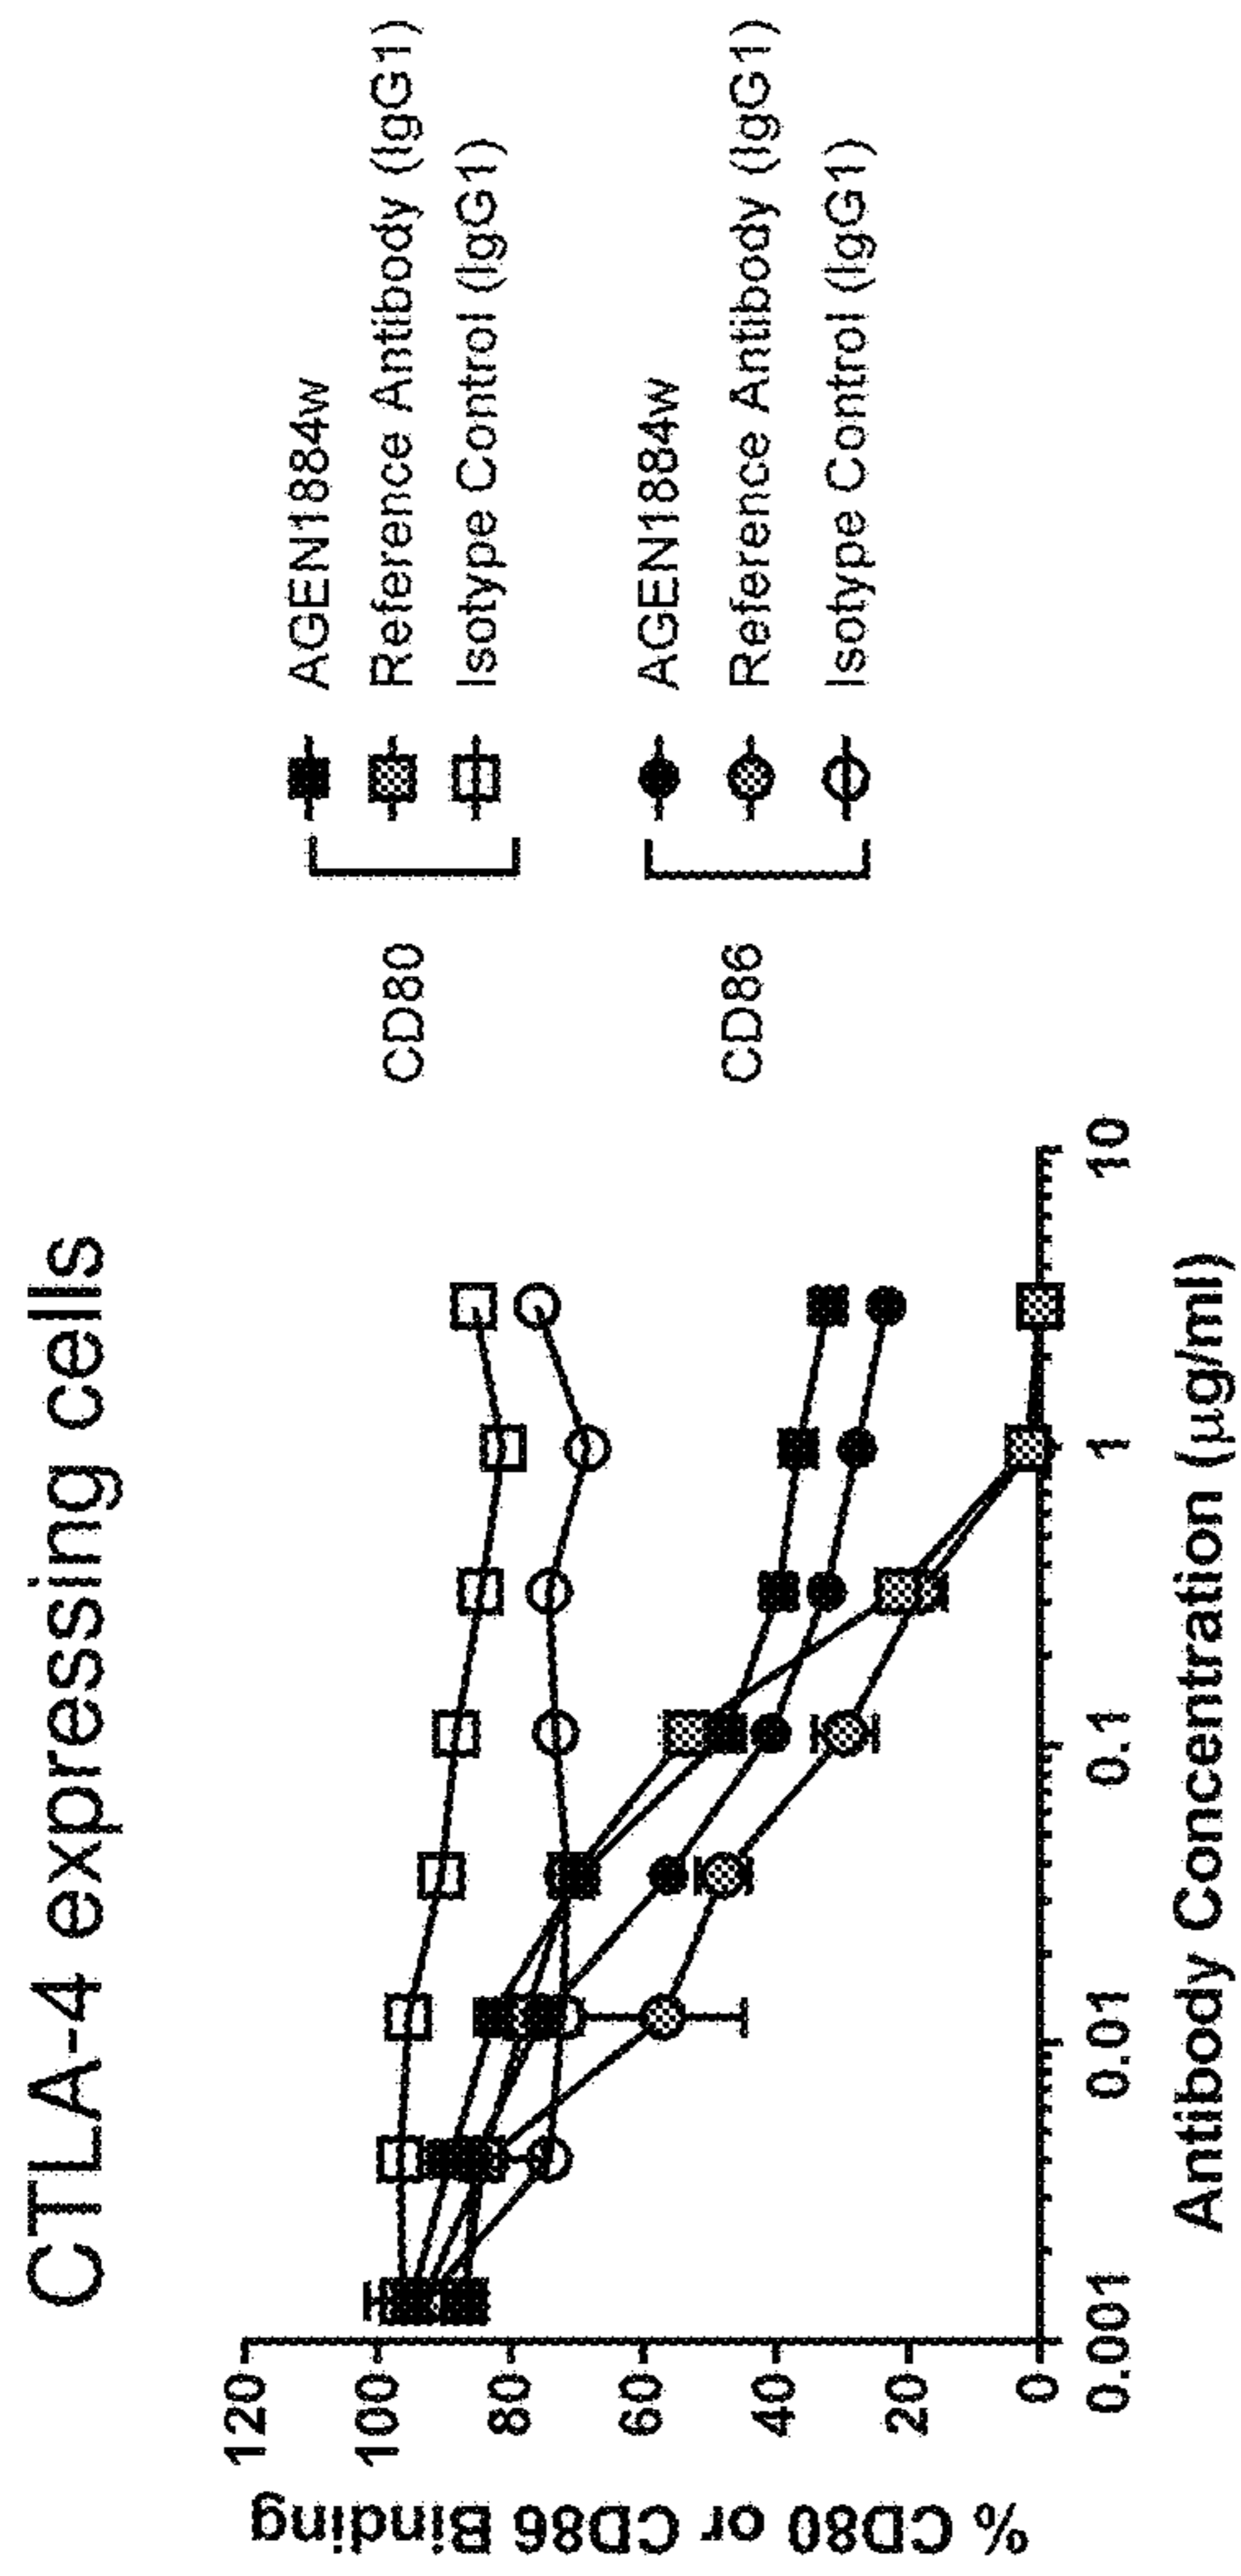 CTLA-4 expressing cells
% CD80 or CD86 Binding
120
100
80
60
40
20
0
0.001
0.01
0.1
1
10
Antibody Concentration (µg/ml)
CD80
AGEN1884w
Reference Antibody (IgG1)
Isotype Control (IgG1)
CD86
AGEN1884w
Reference Antibody (IgG1)
Isotype Control (IgG1)